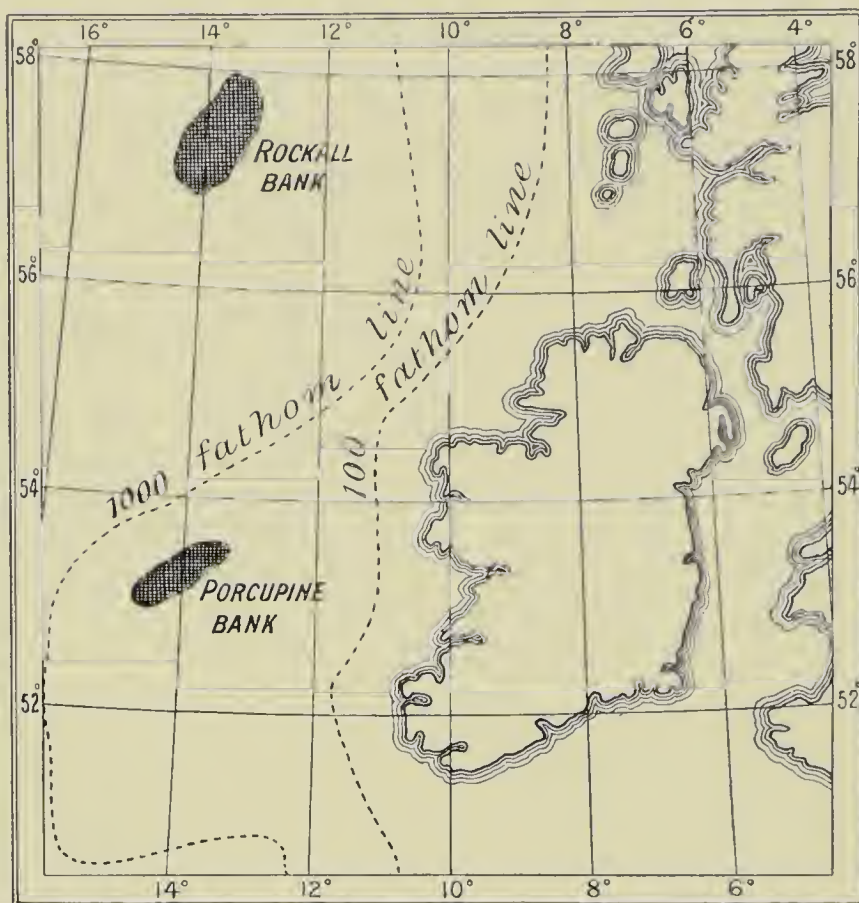 16° 14° 12° 10° 8° 6° 4°
58° 58°
ROCKALL
BANK
56° 56°
1000 fathom line
100 fathom line
54° 54°
PORCUPINE
BANK
52° 52°
14° 12° 10° 8° 6°